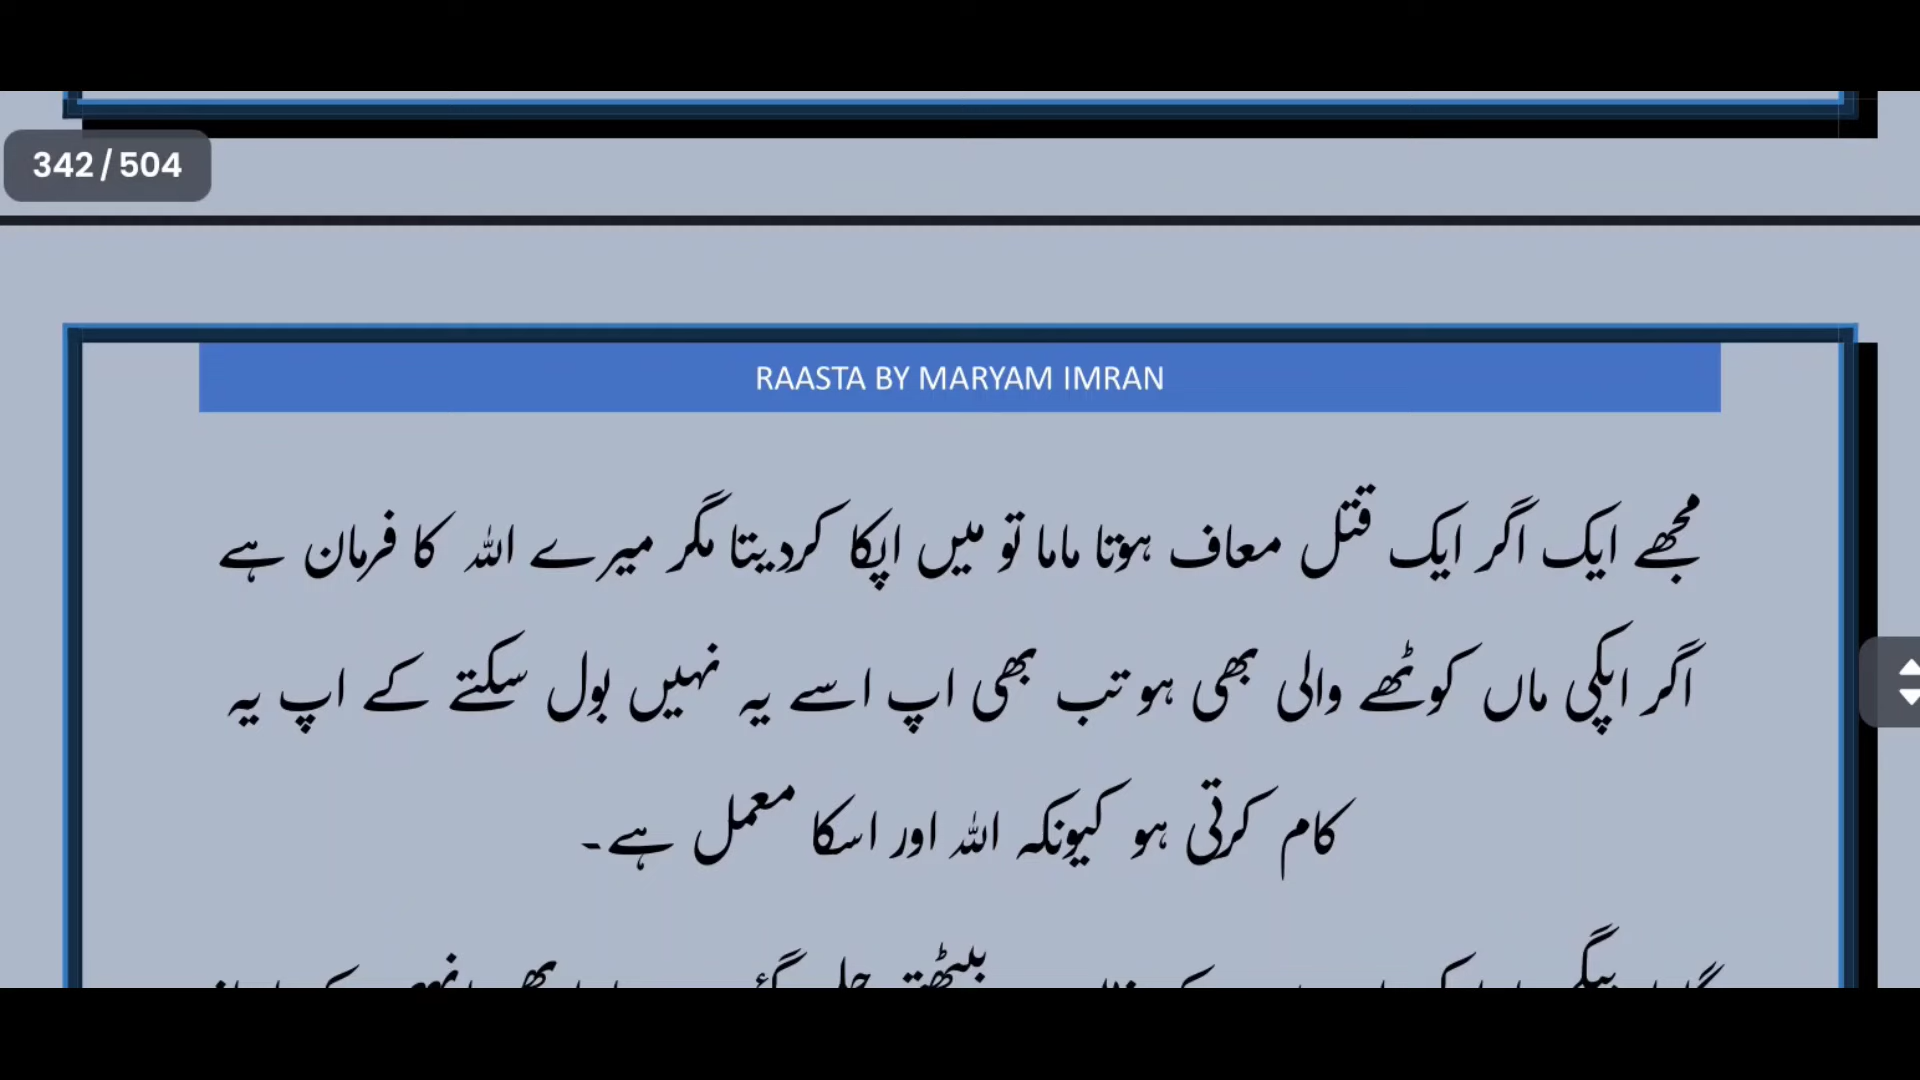 342/504
RAASTA BY MARYAM IMRAN
مجھے ایک اگر ایک قتل معاف ہوتا ماما تو میں اپکا کردیتا مگر میرے اللہ کا فرمان ہے
اگر اپکی ماں کوٹھے والی بھی ہو تب بھی اپ اسے یہ نہیں بول سکتے کے اپ یہ
کام کرتی ہو کیونکہ اللہ اور اسکا معمل ہے۔